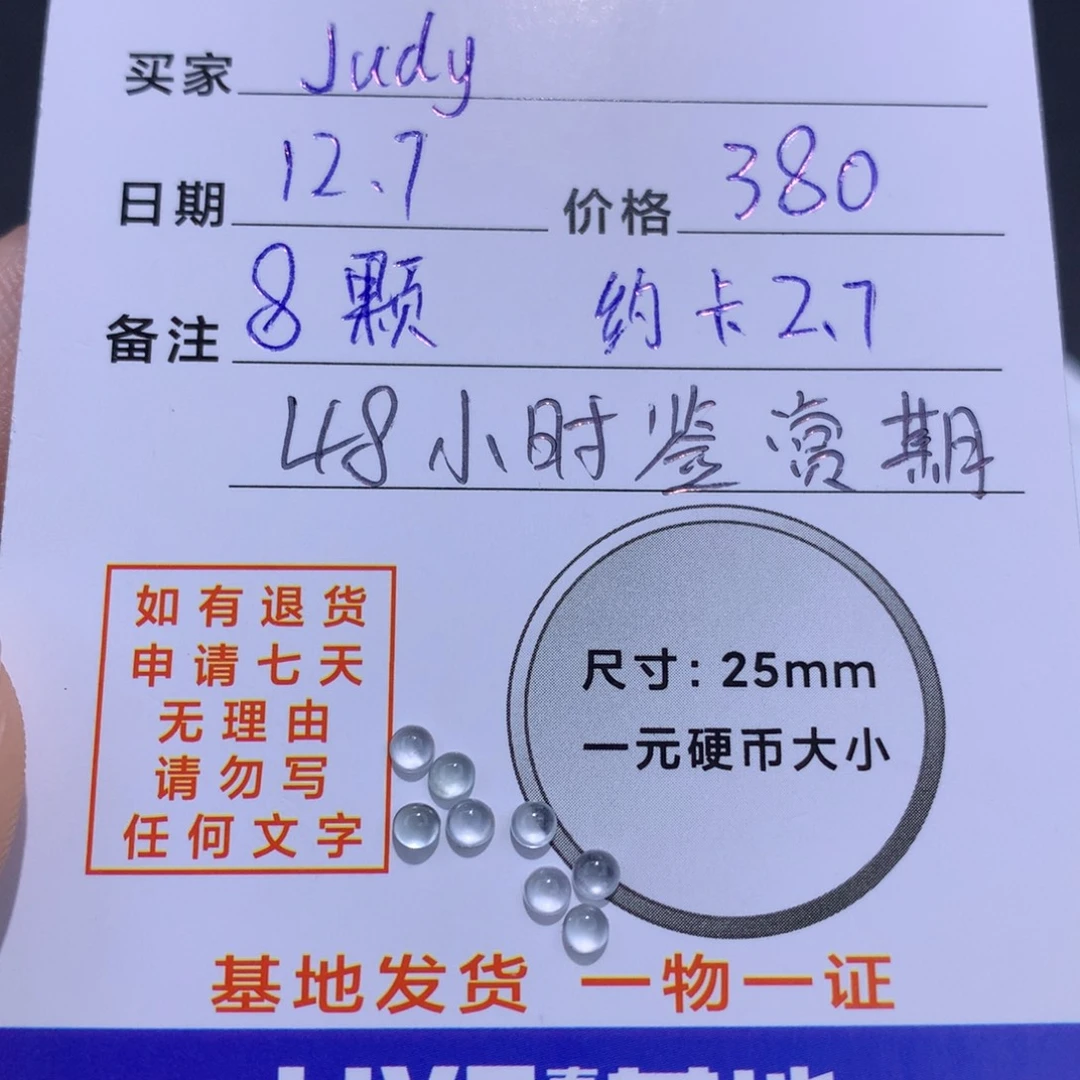 买家 Judy
日期 12.7 价格 380
备注 8颗 约卡2.7
48小时鉴赏期
如有退货
申请七天
无理由
请勿写
任何文字
尺寸：25mm
一元硬币大小
基地发货 一物一证